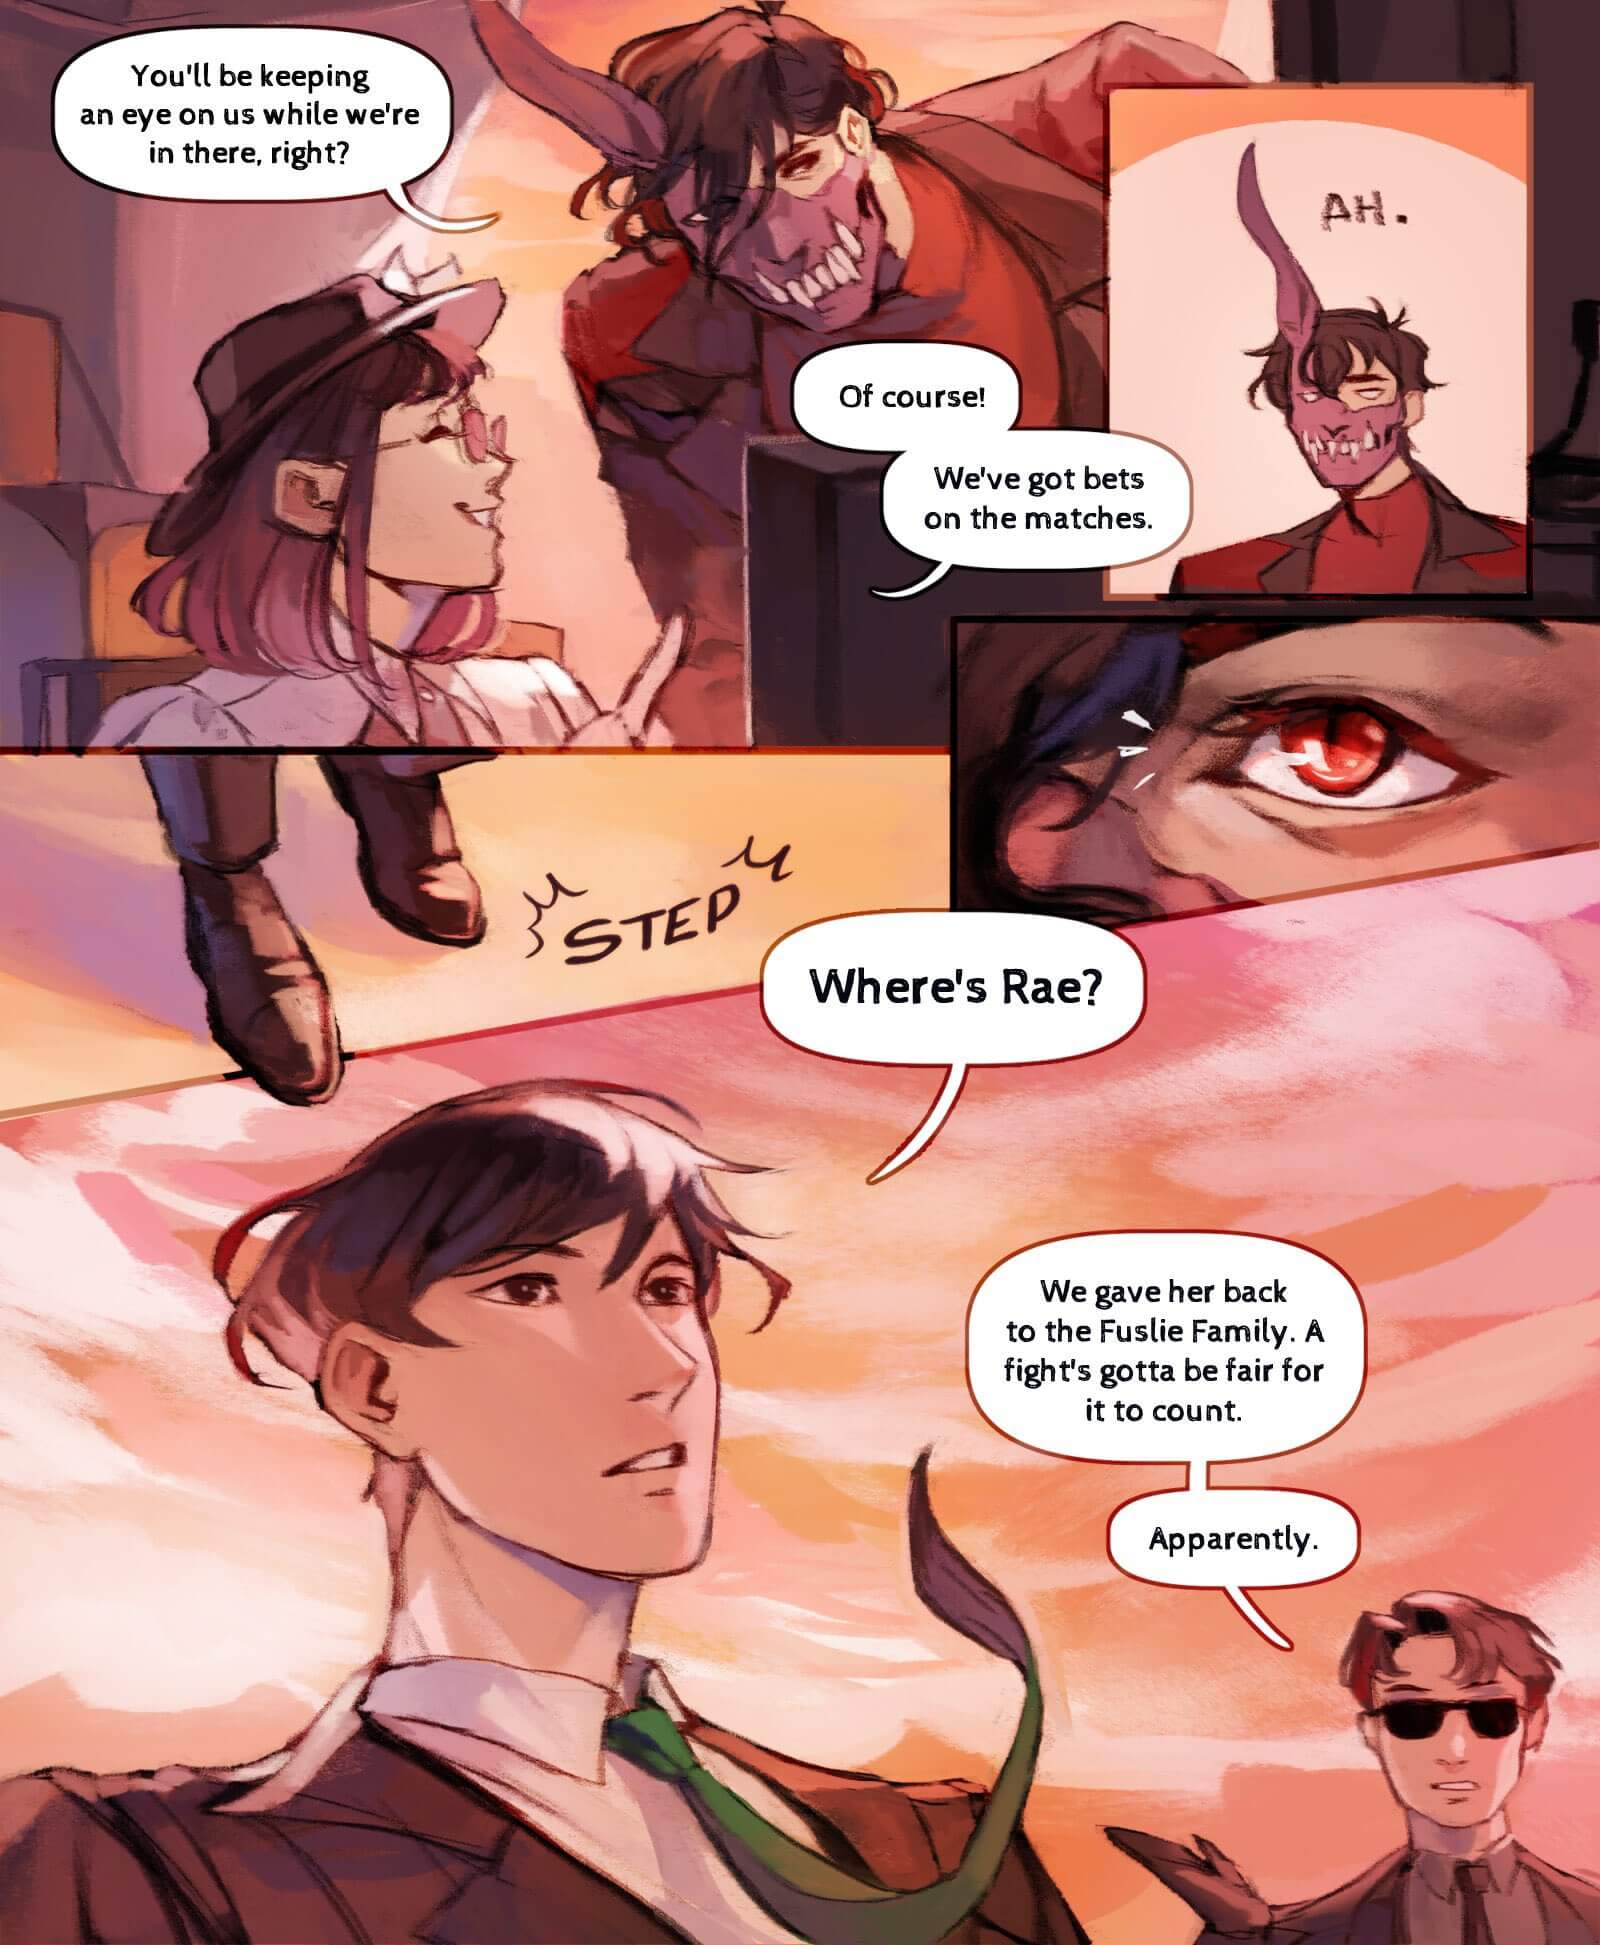 You'll be keeping
an eye on us while we're
in there, right?
Of course!
We've got bets
on the matches.
AH.
STEP
Where's Rae?
We gave her back
to the Fuslie Family. A
fight's gotta be fair for
it to count.
Apparently.